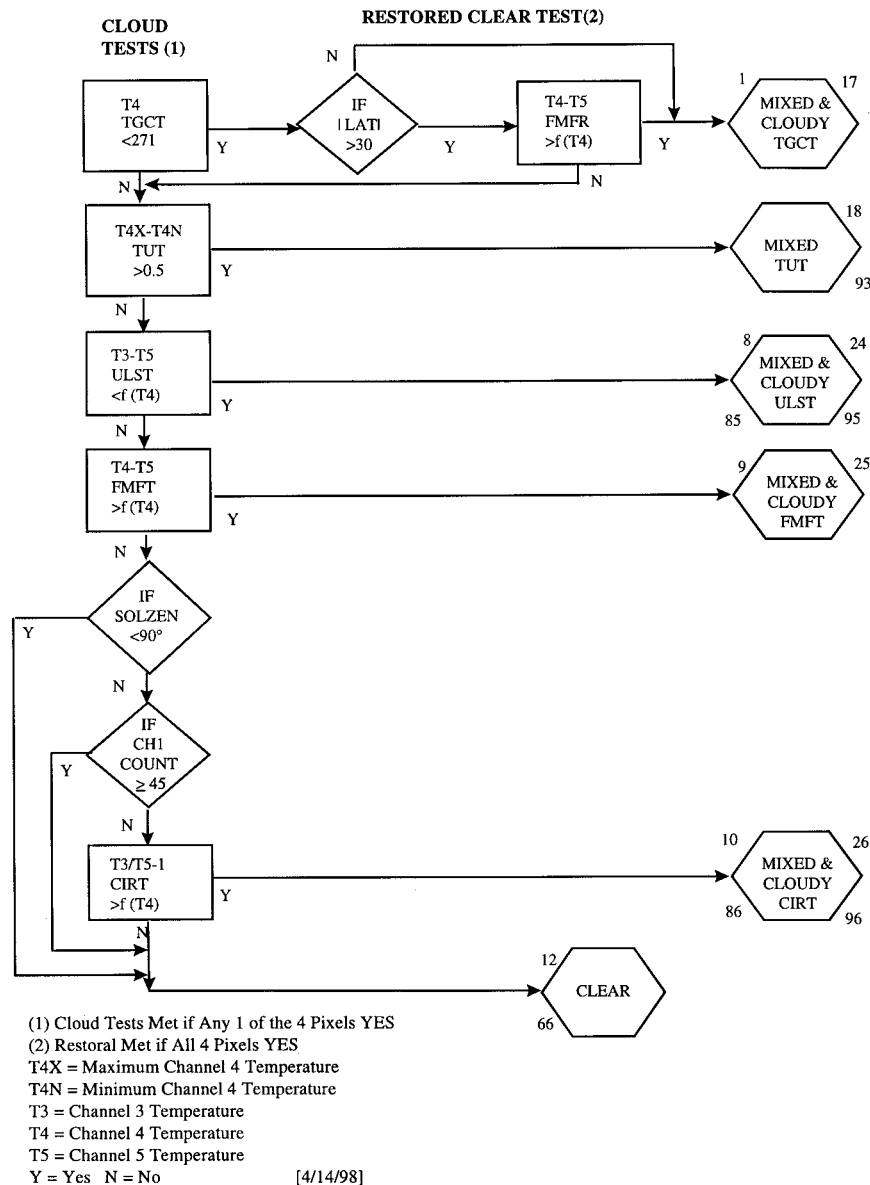 CLOUD
TESTS (1)
RESTORED CLEAR TEST(2)
N
T4
TGCT
<271
Y
IF
|LAT|
>30
Y
T4-T5
FMFR
>f (T4)
Y
1
17
MIXED &
CLOUDY
TGCT
N
N
T4X-T4N
TUT
>0.5
Y
18
MIXED
TUT
93
N
T3-T5
ULST
<f (T4)
Y
8
24
MIXED &
CLOUDY
ULST
85
95
N
T4-T5
FMFT
>f (T4)
Y
9
25
MIXED &
CLOUDY
FMFT
N
IF
SOLZEN
<90°
Y
N
IF
CH1
COUNT
≥ 45
Y
N
T3/T5-1
CIRT
>f (T4)
Y
10
26
MIXED &
CLOUDY
CIRT
86
96
N
12
CLEAR
66
(1) Cloud Tests Met if Any 1 of the 4 Pixels YES
(2) Restoral Met if All 4 Pixels YES
T4X = Maximum Channel 4 Temperature
T4N = Minimum Channel 4 Temperature
T3 = Channel 3 Temperature
T4 = Channel 4 Temperature
T5 = Channel 5 Temperature
Y = Yes N = No [4/14/98]